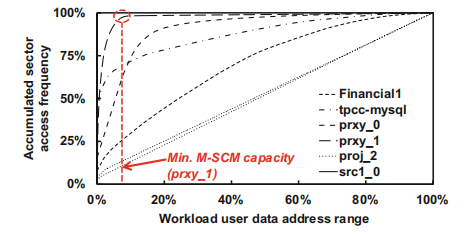 100%
75%
50%
25%
0%
Accumulated sector
access frequency
Financial1
tpcc-mysql
prxy_0
prxy_1
proj_2
src1_0
Min. M-SCM capacity
(prxy_1)
0% 20% 40% 60% 80% 100%
Workload user data address range